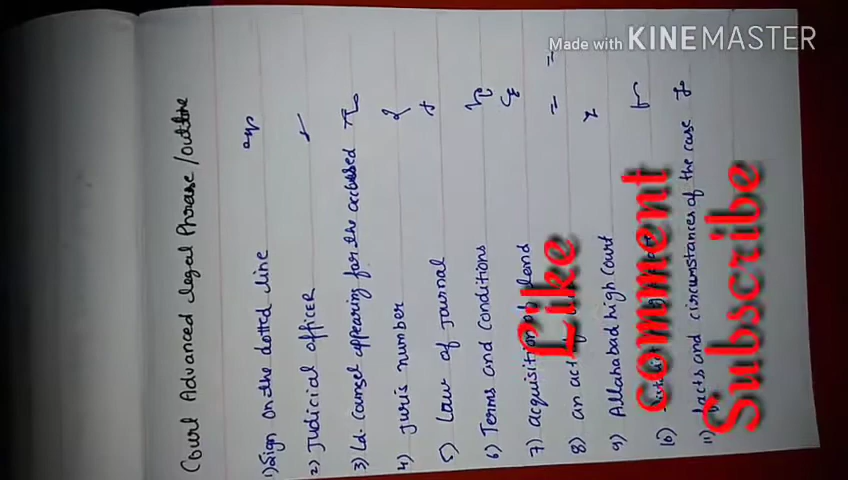 Court Advanced legal Phrase/outline
1) Sign on the dotted line
2) Judicial officer
3) Ld. Counsel appearing for the accused
4) juris number
5) Law of Journal
6) Terms and Conditions
7) acquisition land
8) an act
9) Allahabad high Court
10)
11) facts and circumstances of the case
Made with KINEMASTER
Like
comment
Subscribe